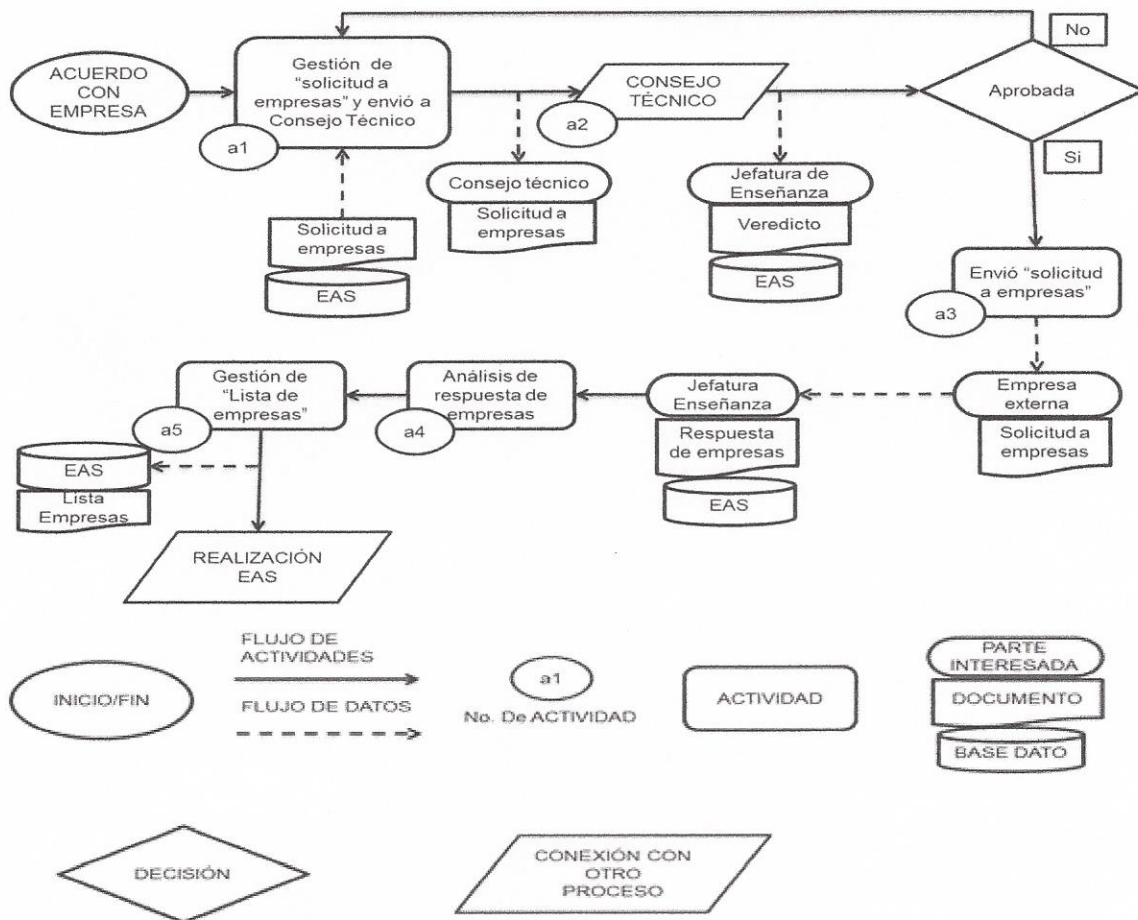 No
ACUERDO
CON
EMPRESA
Gestión de
“solicitud a
empresas” y envió a
Consejo Técnico
a1
CONSEJO
TÉCNICO
a2
Aprobada
Si
Consejo técnico
Solicitud a
empresas
Jefatura de
Enseñanza
Veredicto
EAS
Solicitud a
empresas
EAS
Envió “solicitud
a empresas”
a3
Gestión de
“Lista de
empresas”
a5
Análisis de
respuesta de
empresas
a4
Jefatura
Enseñanza
Respuesta
de empresas
EAS
Empresa
externa
Solicitud a
empresas
EAS
Lista
Empresas
REALIZACIÓN
EAS
INICIO/FIN
FLUJO DE
ACTIVIDADES
FLUJO DE DATOS
a1
No. De ACTIVIDAD
ACTIVIDAD
PARTE
INTERESADA
DOCUMENTO
BASE DATO
DECISIÓN
CONEXIÓN CON
OTRO
PROCESO